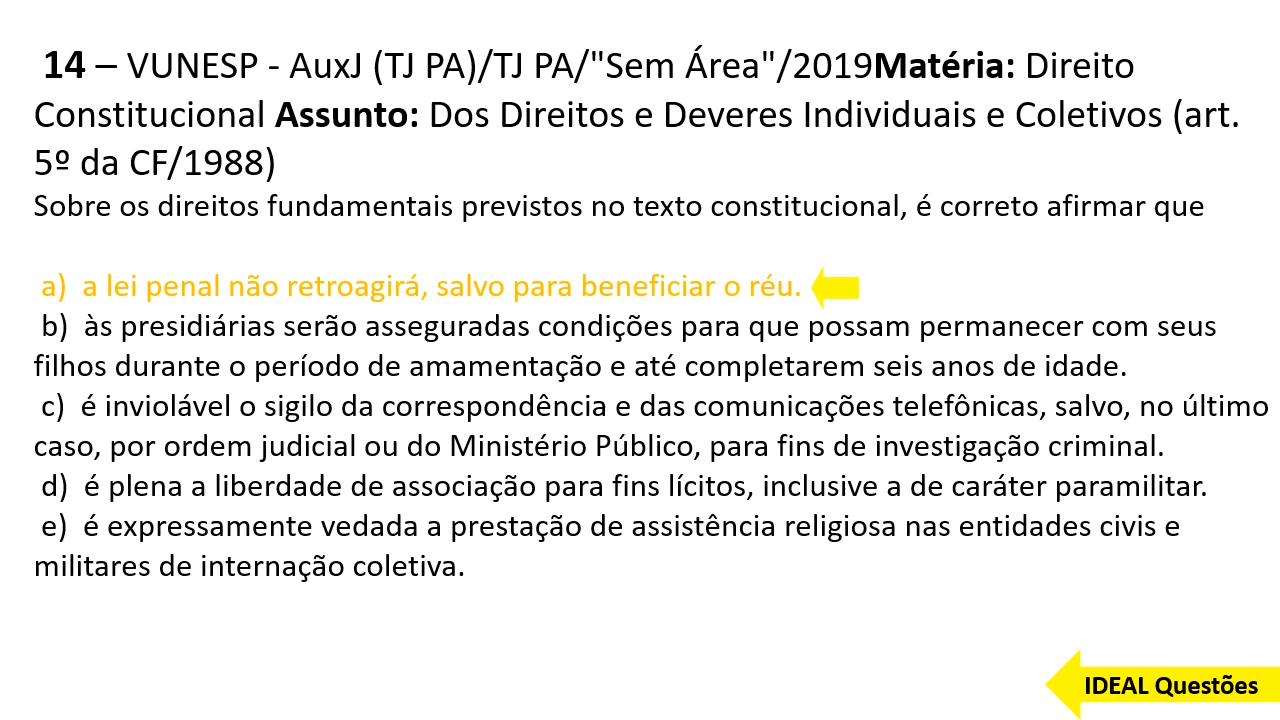 14 – VUNESP - AuxJ (TJ PA)/TJ PA/"Sem Área"/2019Matéria: Direito
Constitucional Assunto: Dos Direitos e Deveres Individuais e Coletivos (art.
5º da CF/1988)
Sobre os direitos fundamentais previstos no texto constitucional, é correto afirmar que
a)  a lei penal não retroagirá, salvo para beneficiar o réu.
b)  às presidiárias serão asseguradas condições para que possam permanecer com seus
filhos durante o período de amamentação e até completarem seis anos de idade.
c)  é inviolável o sigilo da correspondência e das comunicações telefônicas, salvo, no último
caso, por ordem judicial ou do Ministério Público, para fins de investigação criminal.
d)  é plena a liberdade de associação para fins lícitos, inclusive a de caráter paramilitar.
e)  é expressamente vedada a prestação de assistência religiosa nas entidades civis e
militares de internação coletiva.
IDEAL Questões